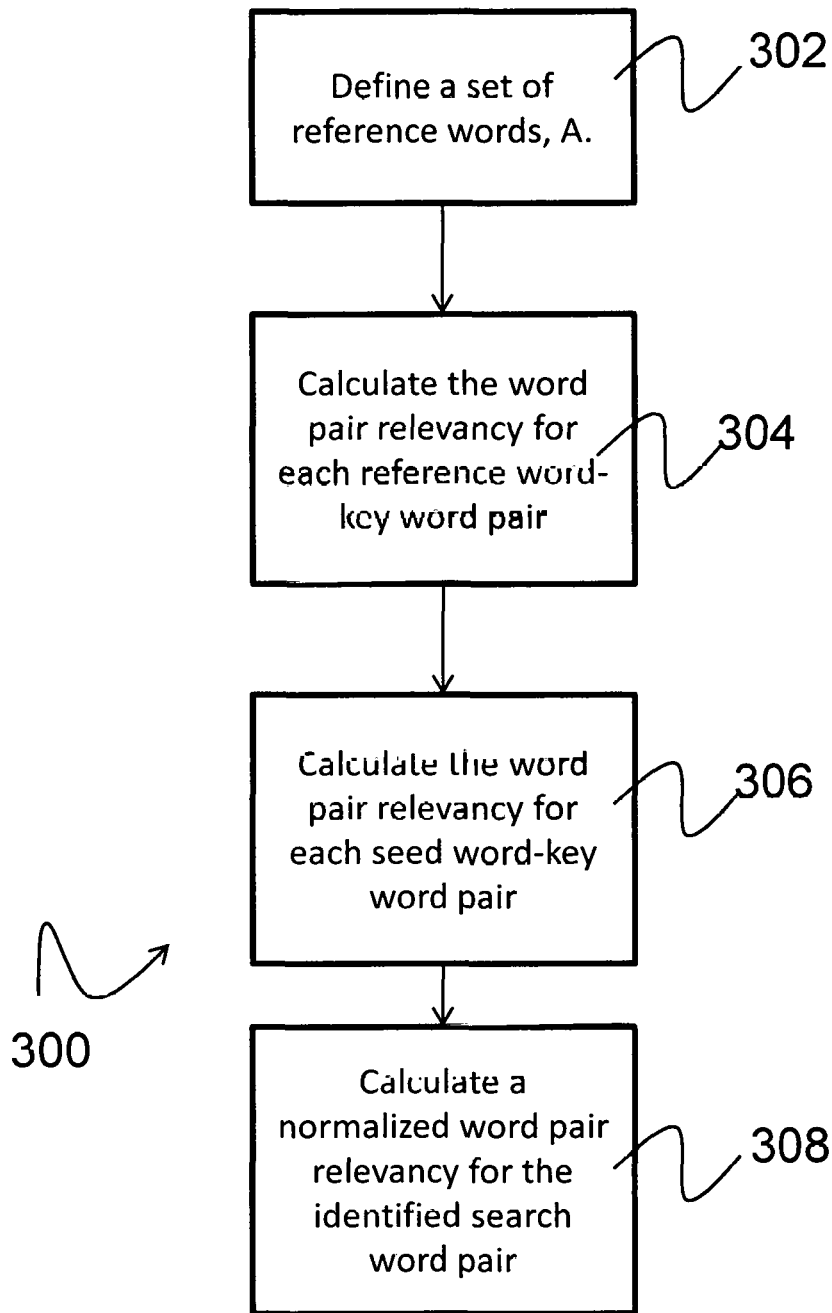 302
Define a set of
reference words, A.
304
Calculate the word
pair relevancy for
each reference word-
key word pair
306
Calculate the word
pair relevancy for
each seed word-key
word pair
300
308
Calculate a
normalized word pair
relevancy for the
identified search
word pair